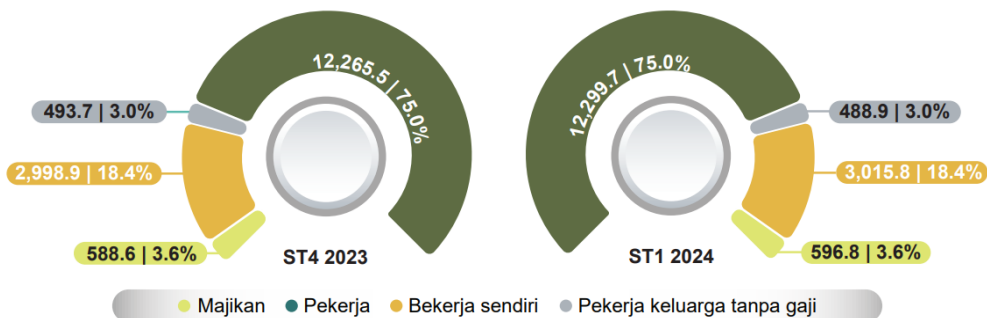 12,265.5 | 75.0%
493.7 | 3.0%
2,998.9 | 18.4%
588.6 | 3.6%
ST4 2023
12,299.7 | 75.0%
488.9 | 3.0%
3,015.8 | 18.4%
596.8 | 3.6%
ST1 2024
Majikan Pekerja Bekerja sendiri Pekerja keluarga tanpa gaji